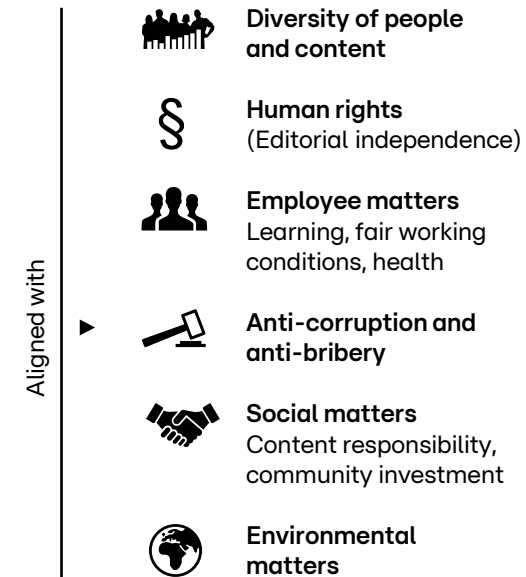 Aligned with
Diversity of people
and content
§
Human rights
(Editorial independence)
Employee matters
Learning, fair working
conditions, health
Anti-corruption and
anti-bribery
Social matters
Content responsibility,
community investment
Environmental
matters